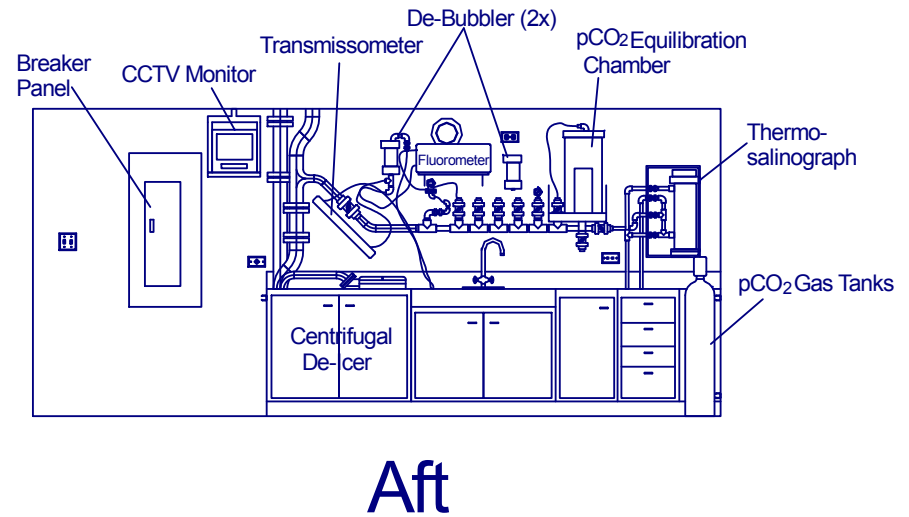 De-Bubbler (2x)
Transmissometer
pCO2 Equilibration
Chamber
Breaker
Panel
CCTV Monitor
Thermo-
salinograph
Fluorometer
pCO2 Gas Tanks
Centrifugal
De-Icer
Aft